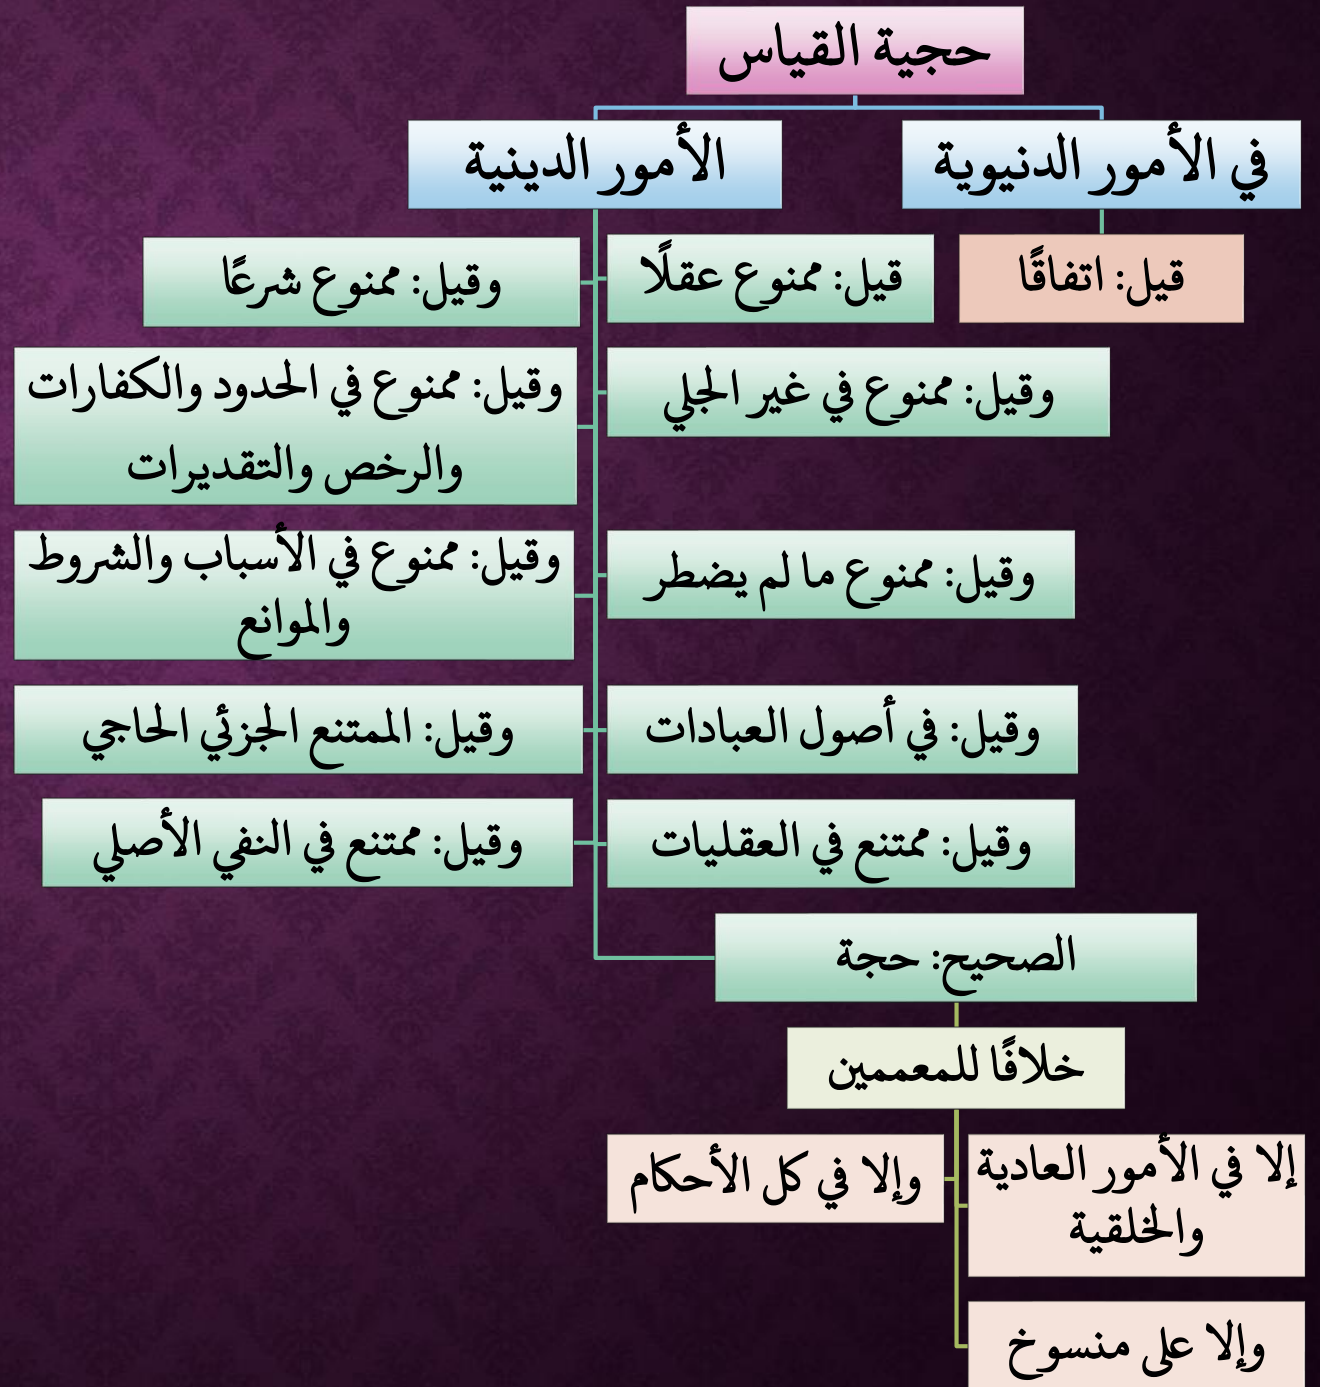 حجية القياس
في الأمور الدنيوية
الأمور الدينية
قيل: اتفاقًا
قيل: ممنوع عقلًا
وقيل: ممنوع شرعًا
وقيل: ممنوع في غير الجلي
وقيل: ممنوع في الحدود والكفارات
والرخص والتقديرات
وقيل: ممنوع ما لم يضطر
وقيل: ممنوع في الأسباب والشروط
والموانع
وقيل: في أصول العبادات
وقيل: الممتنع الجزئي الحاجي
وقيل: ممتنع في العقليات
وقيل: ممتنع في النفي الأصلي
الصحيح: حجة
خلافًا للمعممين
إلا في الأمور العادية
والخلقية
وإلا في كل الأحكام
وإلا على منسوخ